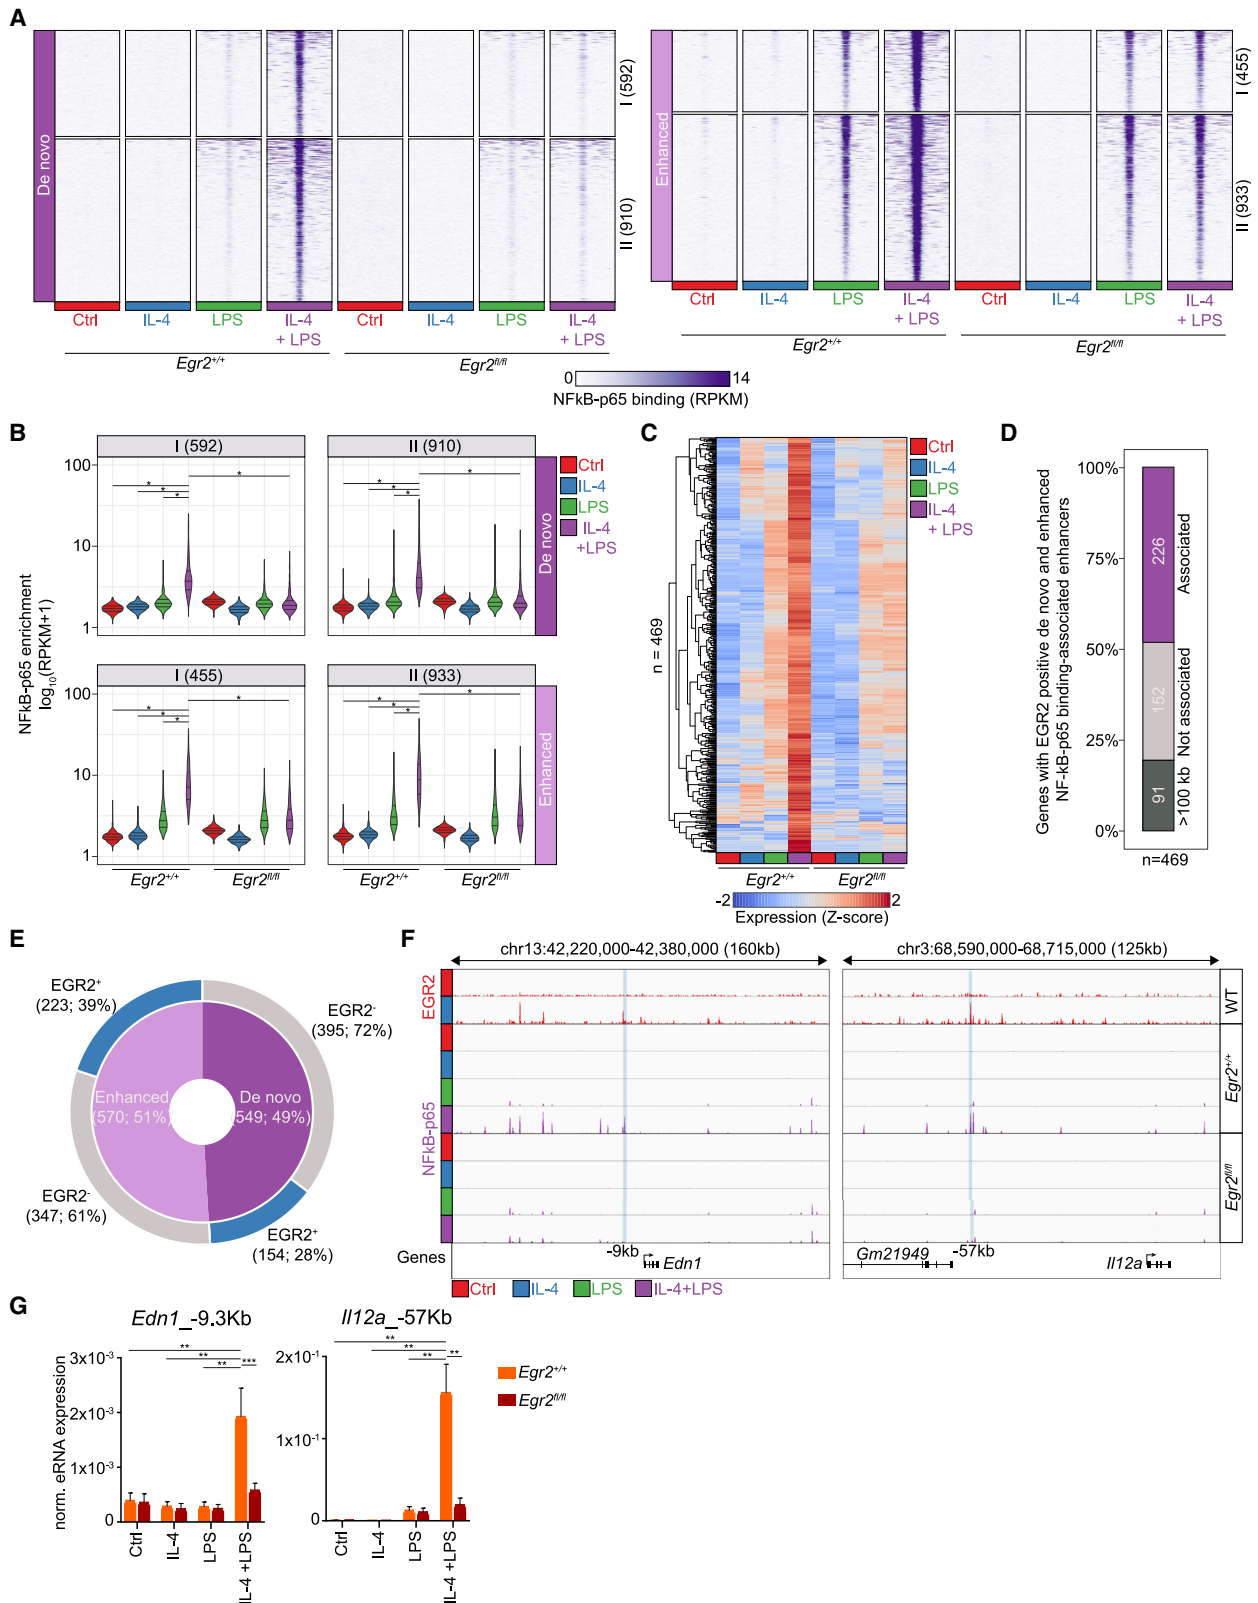 A
De novo
I (592)
II (910)
Ctrl
IL-4
LPS
IL-4
+ LPS
Ctrl
IL-4
LPS
IL-4
+ LPS
Egr2+/+
Egr2fl/fl
Enhanced
I (455)
II (933)
Ctrl
IL-4
LPS
IL-4
+ LPS
Ctrl
IL-4
LPS
IL-4
+ LPS
Egr2+/+
Egr2fl/fl
0
14
NFkB-p65 binding (RPKM)
B
NFkB-p65 enrichment
log10(RPKM+1)
I (592)
II (910)
100
10
1
* * * *
* * * *
De novo
Ctrl
IL-4
LPS
IL-4
+LPS
I (455)
II (933)
100
10
1
* * * *
* * * *
Enhanced
Egr2+/+
Egr2fl/fl
Egr2+/+
Egr2fl/fl
C
n = 469
Ctrl
IL-4
LPS
IL-4
+ LPS
Egr2+/+
Egr2fl/fl
-2
2
Expression (Z-score)
D
Genes with EGR2 positive de novo and enhanced
NF-kB-p65 binding-associated enhancers
100%
75%
50%
25%
0%
226
152
91
Associated
Not associated
>100 kb
n=469
E
EGR2+
(223; 39%)
EGR2-
(395; 72%)
Enhanced
(570; 51%)
De novo
(549; 49%)
EGR2-
(347; 61%)
EGR2+
(154; 28%)
F
chr13:42,220,000-42,380,000 (160kb)
chr3:68,590,000-68,715,000 (125kb)
EGR2
NFkB-p65
WT
Egr2+/+
Egr2fl/fl
Genes
-9kb
Edn1
Gm21949
-57kb
Il12a
Ctrl
IL-4
LPS
IL-4+LPS
G
Edn1_-9.3Kb
Il12a_-57Kb
norm. eRNA expression
3x10-3
2x10-3
1x10-3
0
** ** ** ***
Ctrl
IL-4
LPS
IL-4 +LPS
2x10-1
1x10-1
0
** ** ** **
Ctrl
IL-4
LPS
IL-4 +LPS
Egr2+/+
Egr2fl/fl